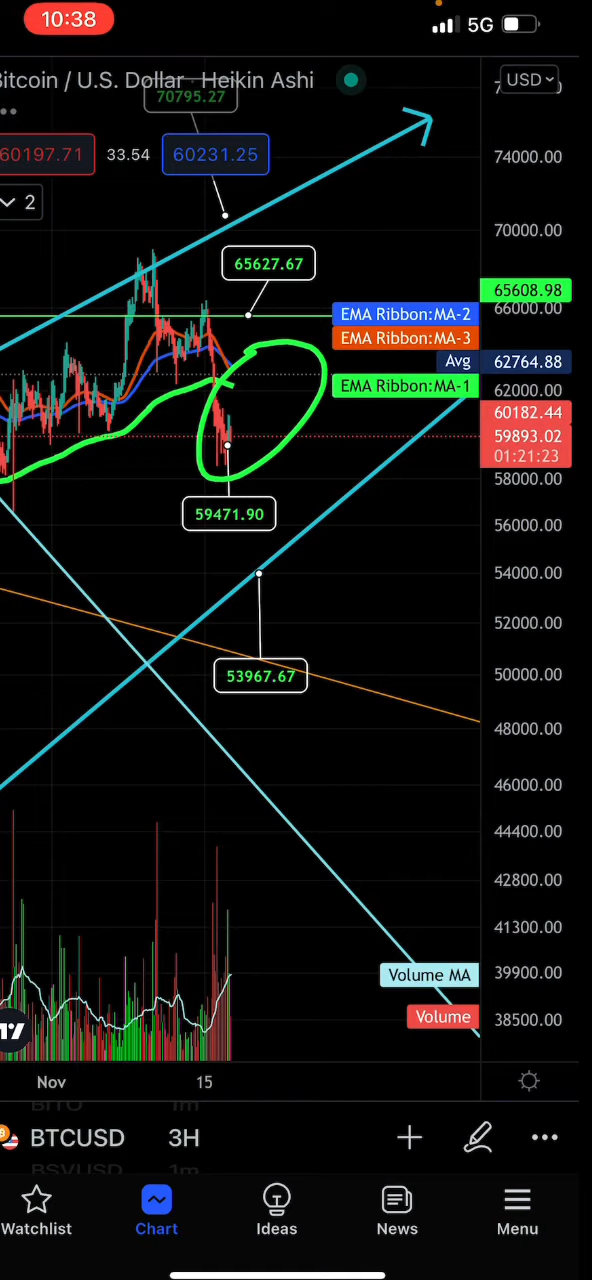 10:38
5G
Bitcoin / U.S. Dollar · Heikin Ashi
USD
70795.27
60197.71
33.54
60231.25
74000.00
2
70000.00
65627.67
65608.98
66000.00
EMA Ribbon:MA-2
EMA Ribbon:MA-3
Avg
62764.88
EMA Ribbon:MA-1
62000.00
60182.44
59893.02
01:21:23
58000.00
59471.90
56000.00
54000.00
52000.00
53967.67
50000.00
48000.00
46000.00
44400.00
42800.00
41300.00
Volume MA
39900.00
Volume
38500.00
Nov
15
BITO
1m
BTCUSD
3H
BSVUSD
1m
Watchlist
Chart
Ideas
News
Menu